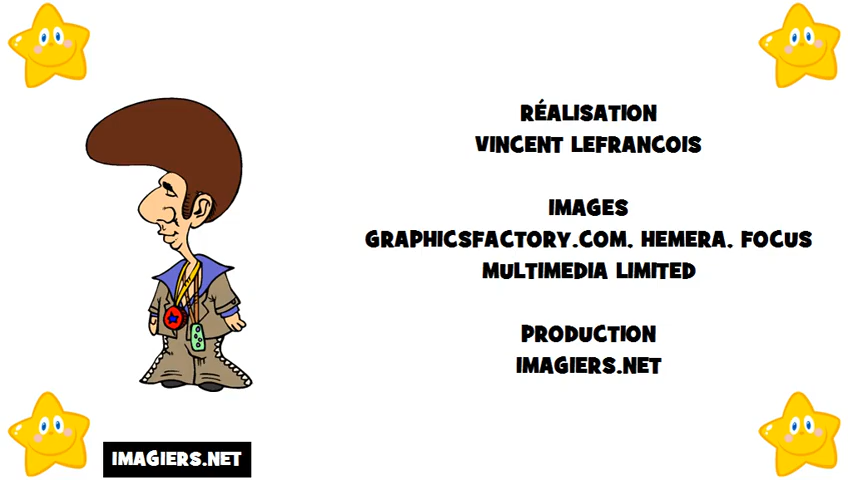 RÉALISATION
VINCENT LEFRANCOIS
IMAGES
GRAPHICSFACTORY.COM, HEMERA, FOCUS
MULTIMEDIA LIMITED
PRODUCTION
IMAGIERS.NET
IMAGIERS.NET